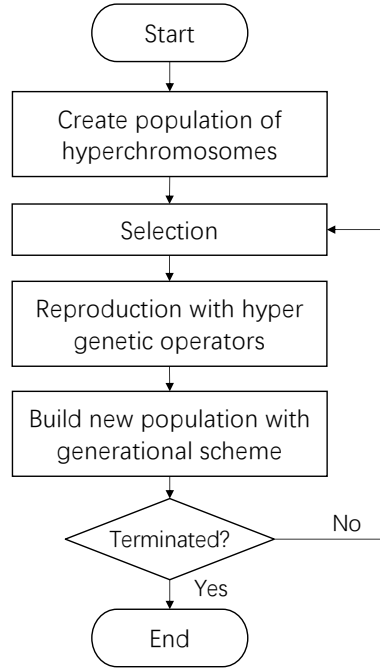 Start
Create population of
hyperchromosomes
Selection
Reproduction with hyper
genetic operators
Build new population with
generational scheme
Terminated?
No
Yes
End